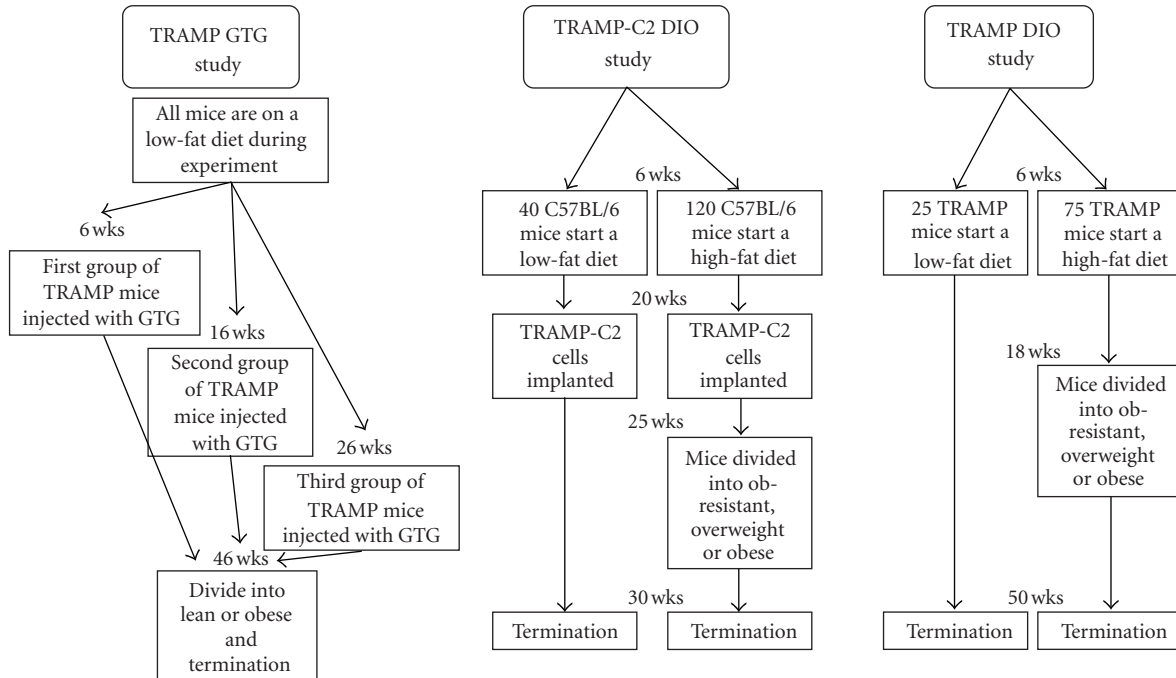 TRAMP GTG
study
All mice are on a
low-fat diet during
experiment
6 wks
First group of
TRAMP mice
injected with GTG
16 wks
Second group
of TRAMP
mice injected
with GTG
26 wks
Third group of
TRAMP mice
injected with GTG
46 wks
Divide into
lean or obese
and
termination
TRAMP-C2 DIO
study
6 wks
40 C57BL/6
mice start a
low-fat diet
120 C57BL/6
mice start a
high-fat diet
20 wks
TRAMP-C2
cells
implanted
TRAMP-C2
cells
implanted
25 wks
Mice divided
into ob-
resistant,
overweight
or obese
30 wks
Termination
Termination
TRAMP DIO
study
6 wks
25 TRAMP
mice start a
low-fat diet
75 TRAMP
mice start a
high-fat diet
18 wks
Mice divided
into ob-
resistant,
overweight
or obese
50 wks
Termination
Termination